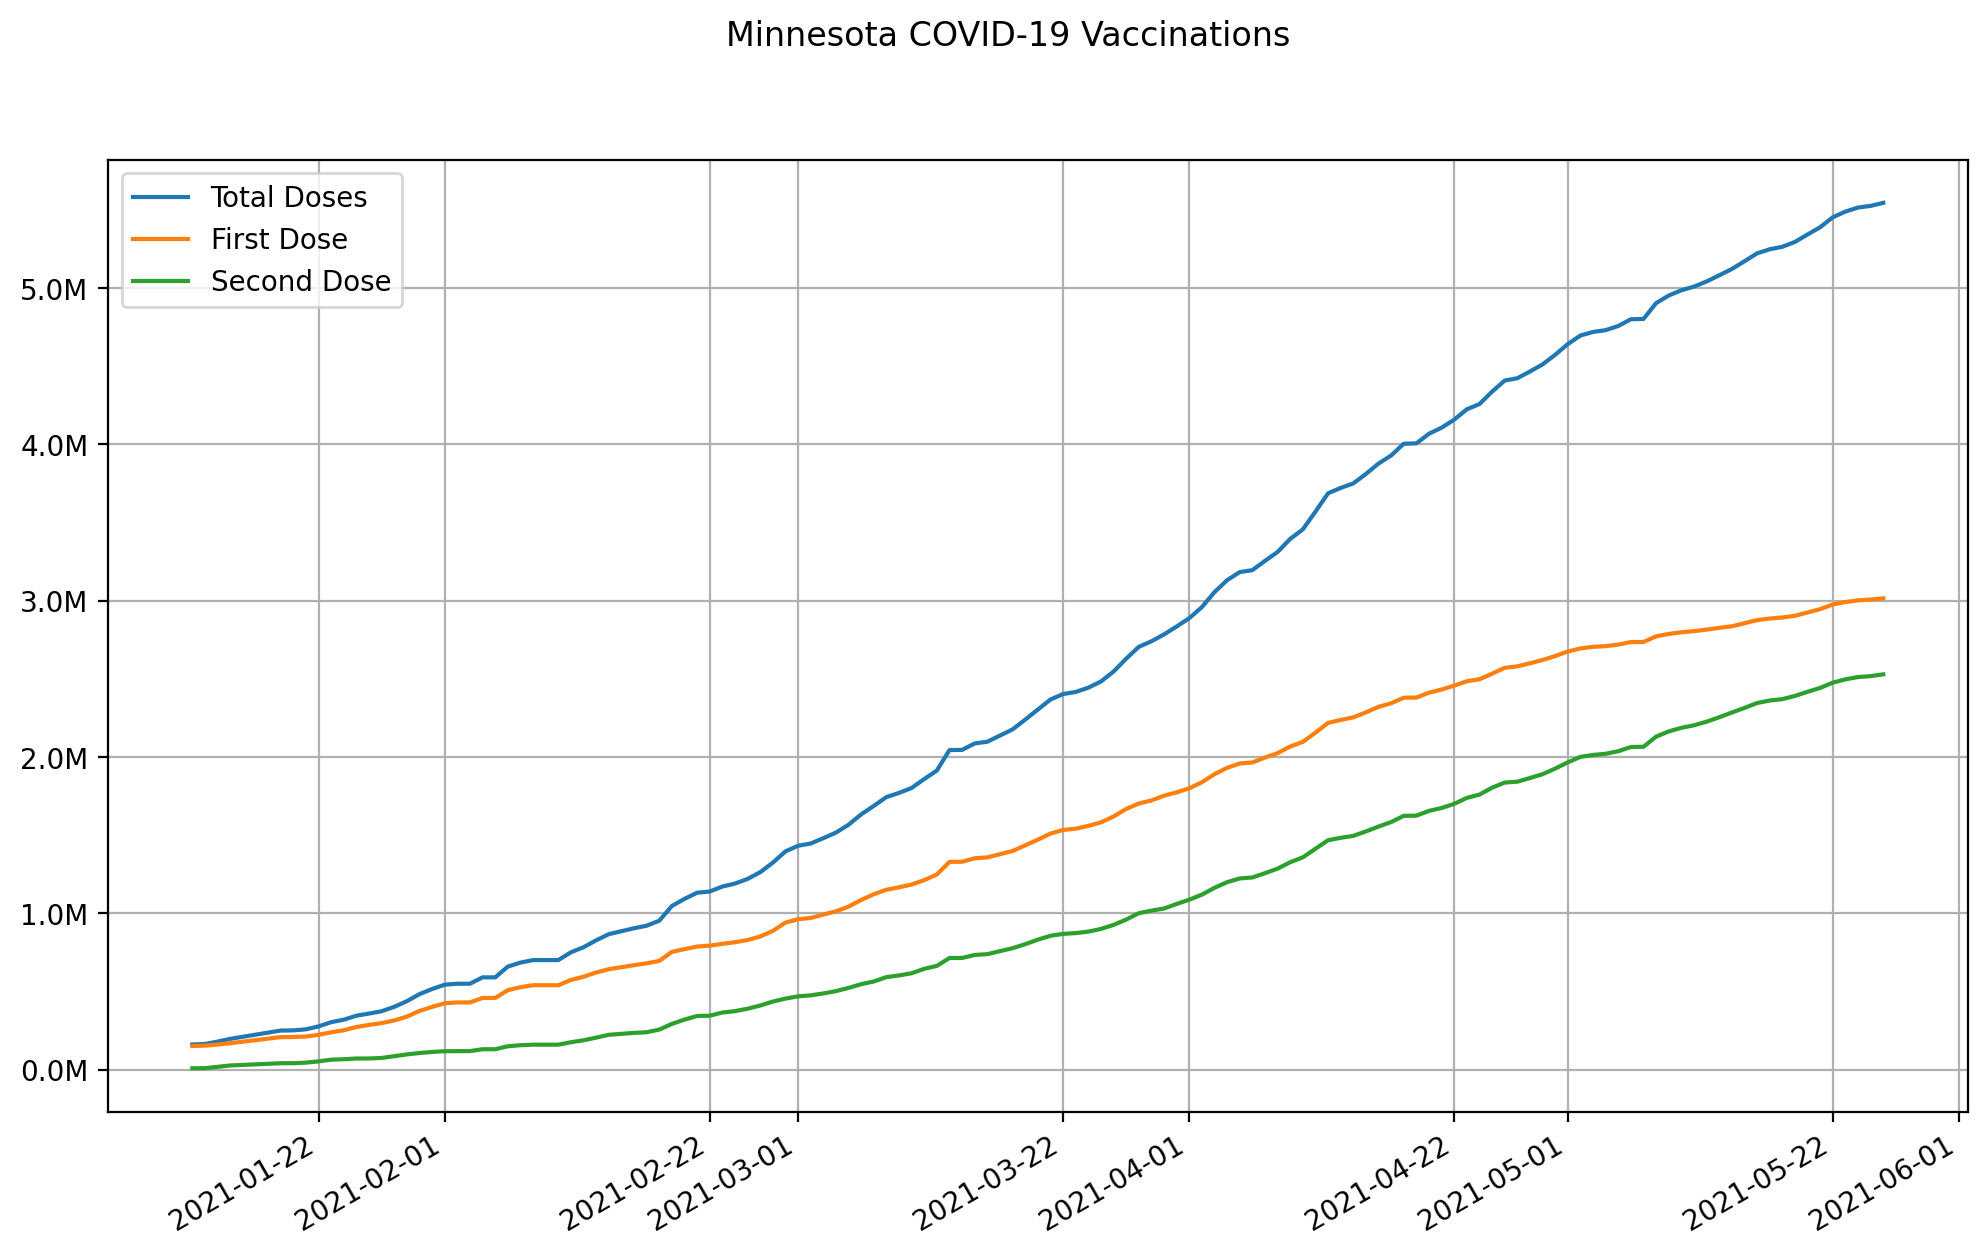 Minnesota COVID-19 Vaccinations
Total Doses
First Dose
Second Dose
5.0M
4.0M
3.0M
2.0M
1.0M
0.0M
2021-01-22
2021-02-01
2021-02-22
2021-03-01
2021-03-22
2021-04-01
2021-04-22
2021-05-01
2021-05-22
2021-06-01